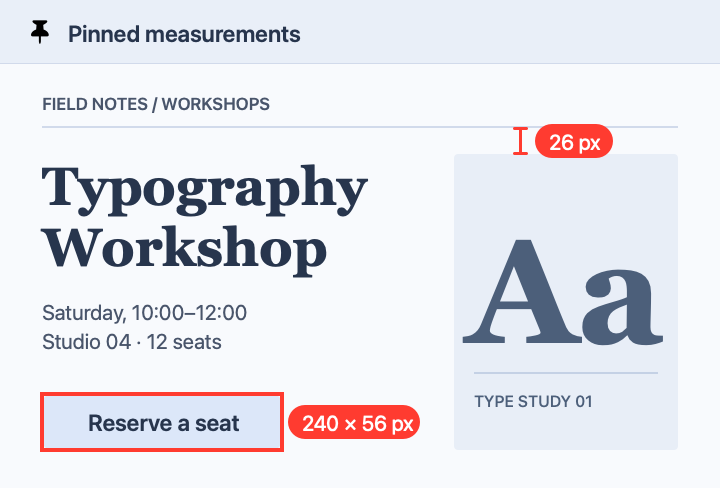 Pinned measurements
FIELD NOTES / WORKSHOPS
26 px
Typography
Workshop
Saturday, 10:00–12:00
Studio 04 · 12 seats
Aa
TYPE STUDY 01
Reserve a seat
240 × 56 px